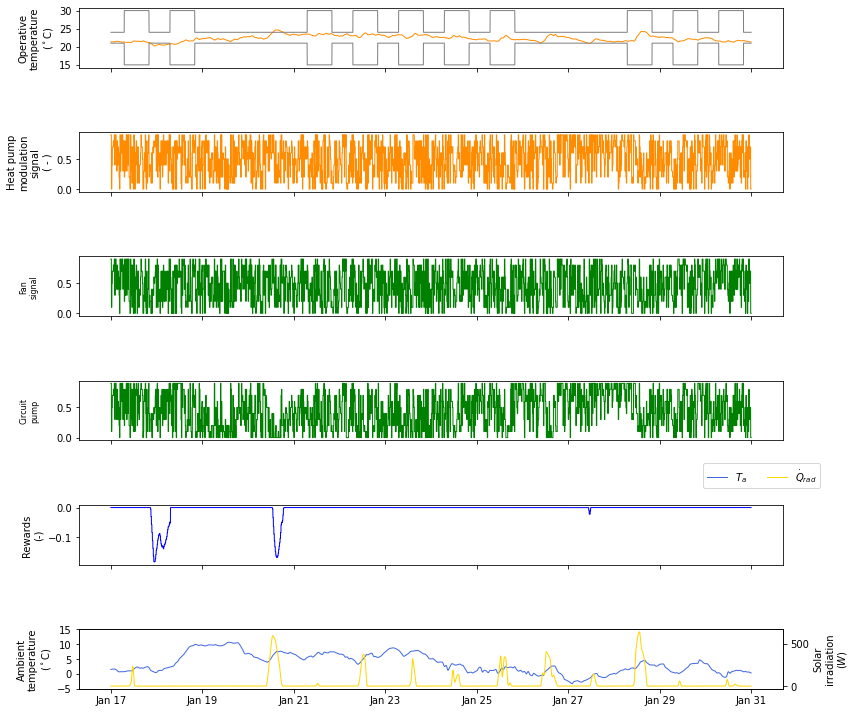 Operative
temperature
(°C)
30
25
20
15
Heat pump
modulation
signal
( - )
0.5
0.0
Fan
signal
0.5
0.0
Circuit
pump
0.5
0.0
T_a Q̇_rad
Rewards
(-)
0.0
−0.1
Ambient
temperature
(°C)
15
10
5
0
−5
500
0
Solar
irradiation
(W)
Jan 17 Jan 19 Jan 21 Jan 23 Jan 25 Jan 27 Jan 29 Jan 31